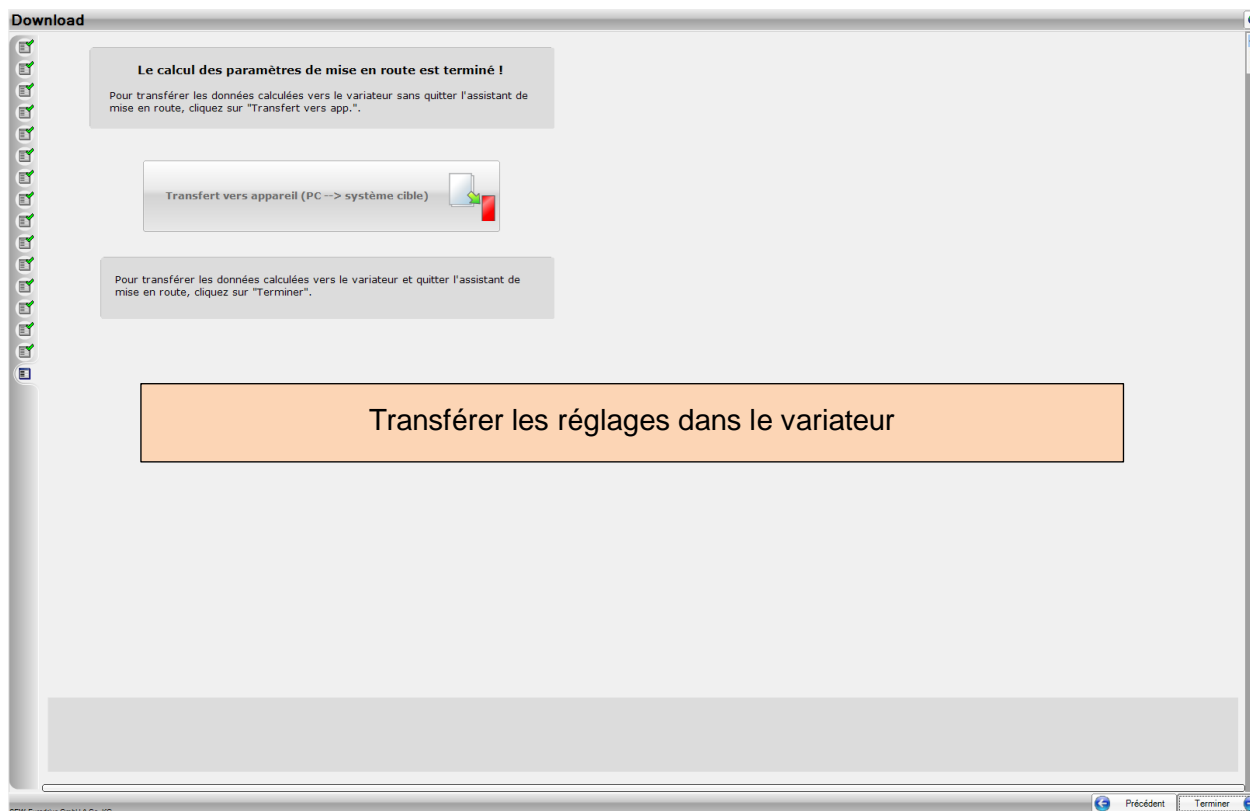 Download
Le calcul des paramètres de mise en route est terminé !
Pour transférer les données calculées vers le variateur sans quitter l'assistant de
mise en route, cliquez sur "Transfert vers app.".
Transfert vers appareil (PC --> système cible)
Pour transférer les données calculées vers le variateur et quitter l'assistant de
mise en route, cliquez sur "Terminer".
Transférer les réglages dans le variateur
Précédent
Terminer